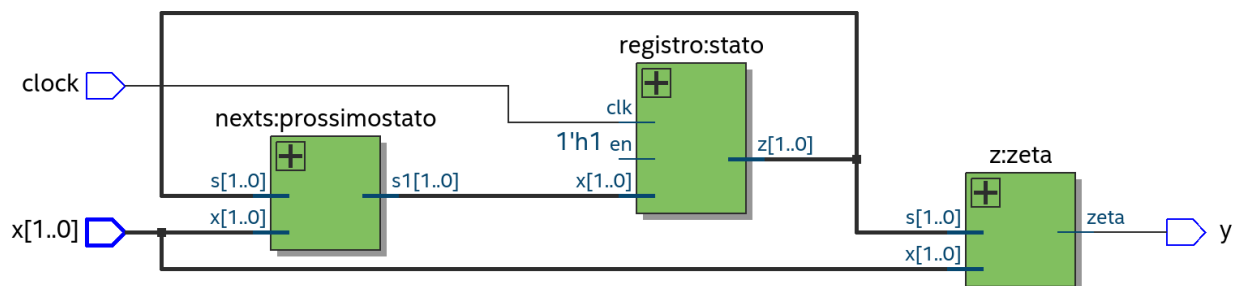 registro:stato
clock
clk
nexts:prossimostato
1'h1 en
z[1..0]
z:zeta
s[1..0]
s1[1..0]
x[1..0]
x[1..0]
x[1..0]
s[1..0]
zeta
y
x[1..0]